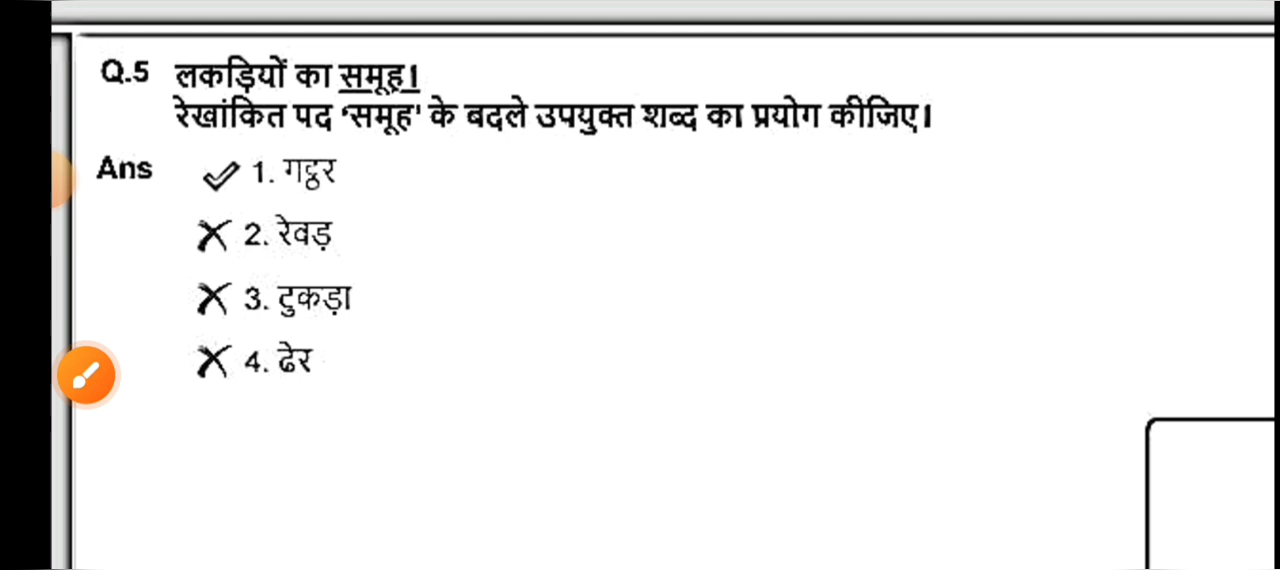 Q.5 लकड़ियों का समूह।
रेखांकित पद ‘समूह' के बदले उपयुक्त शब्द का प्रयोग कीजिए।
Ans 1. गट्ठर
2. रेवड़
3. टुकड़ा
4. ढेर